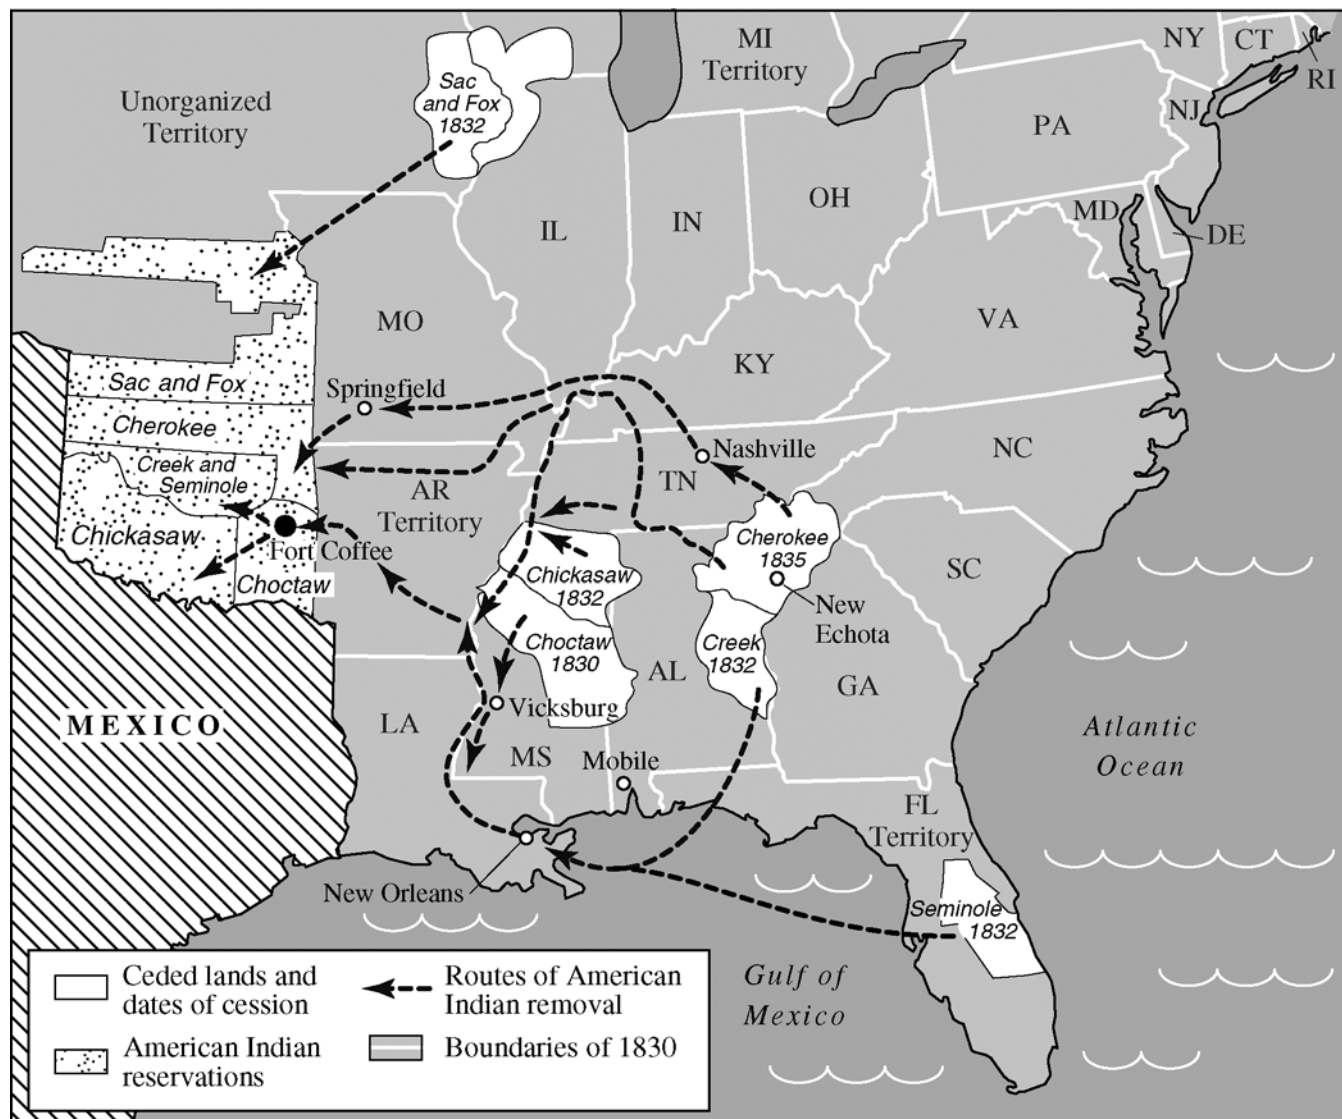 MI
Territory
NY
CT
RI
Unorganized
Territory
Sac
and Fox
1832
NJ
PA
OH
IL
IN
MD
DE
MO
VA
KY
Sac and Fox
Springfield
Cherokee
Nashville
NC
Creek and
Seminole
TN
AR
Territory
Chickasaw
Fort Coffee
Cherokee
1835
SC
Choctaw
Chickasaw
1832
New
Echota
Choctaw
1830
Creek
1832
AL
GA
MEXICO
LA
Vicksburg
MS
Mobile
Atlantic
Ocean
FL
Territory
New Orleans
Seminole
1832
Gulf of
Mexico
Ceded lands and
dates of cession
Routes of American
Indian removal
American Indian
reservations
Boundaries of 1830